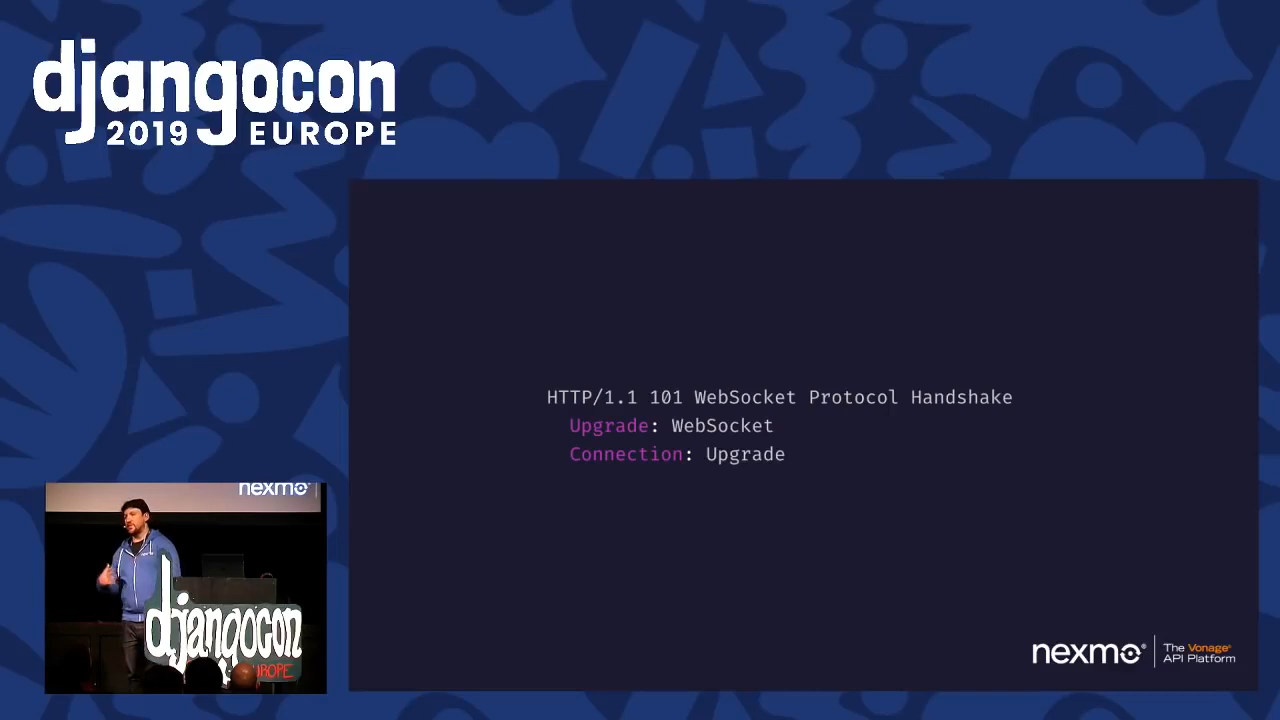 djangocon
2019 EUROPE
HTTP/1.1 101 WebSocket Protocol Handshake
Upgrade: WebSocket
Connection: Upgrade
nexmo
djangocon
EUROPE
nexmo® The Vonage®
API Platform